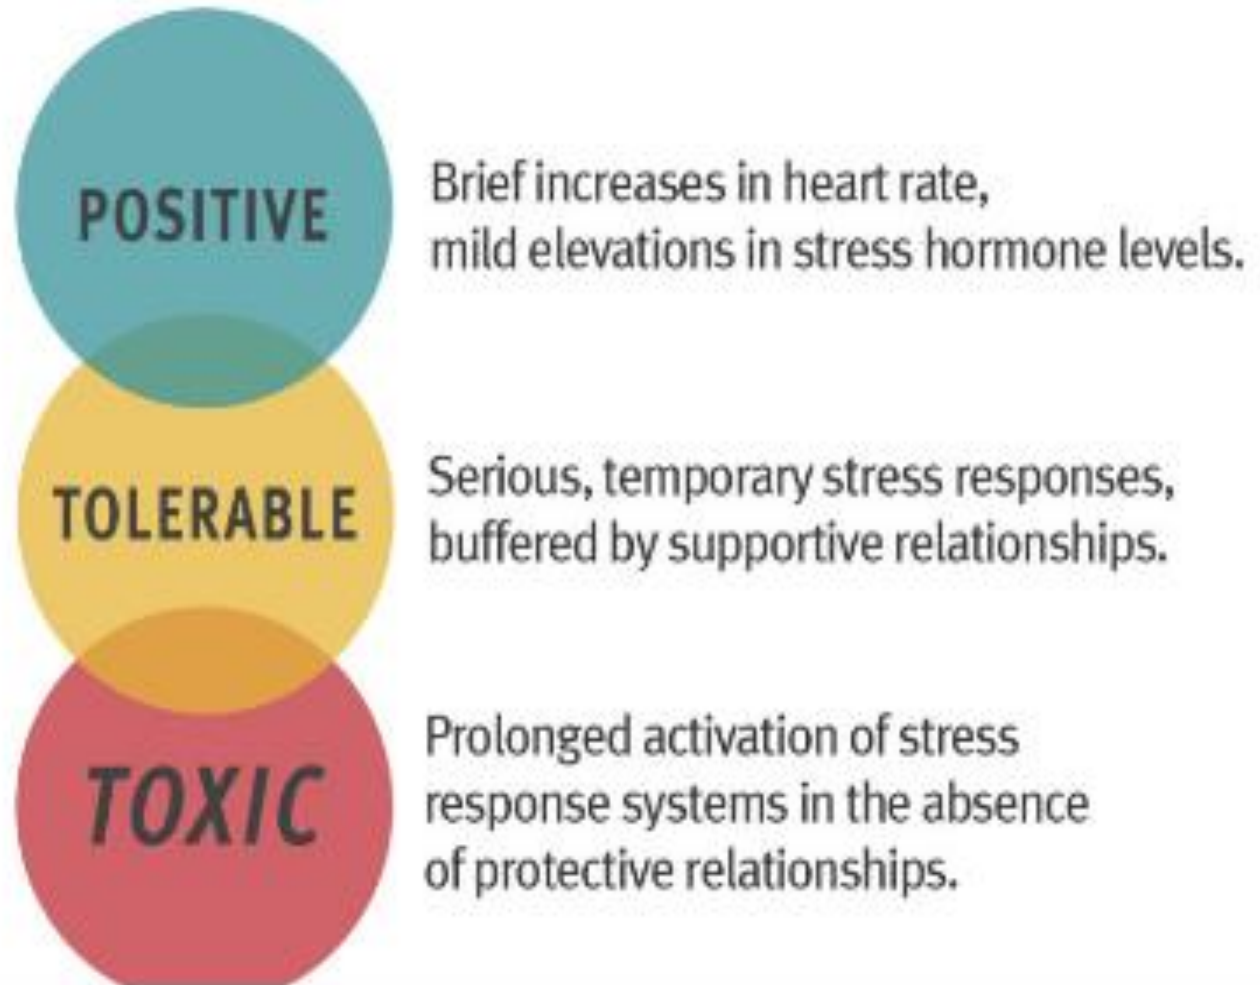 POSITIVE
Brief increases in heart rate,
mild elevations in stress hormone levels.
TOLERABLE
Serious, temporary stress responses,
buffered by supportive relationships.
TOXIC
Prolonged activation of stress
response systems in the absence
of protective relationships.